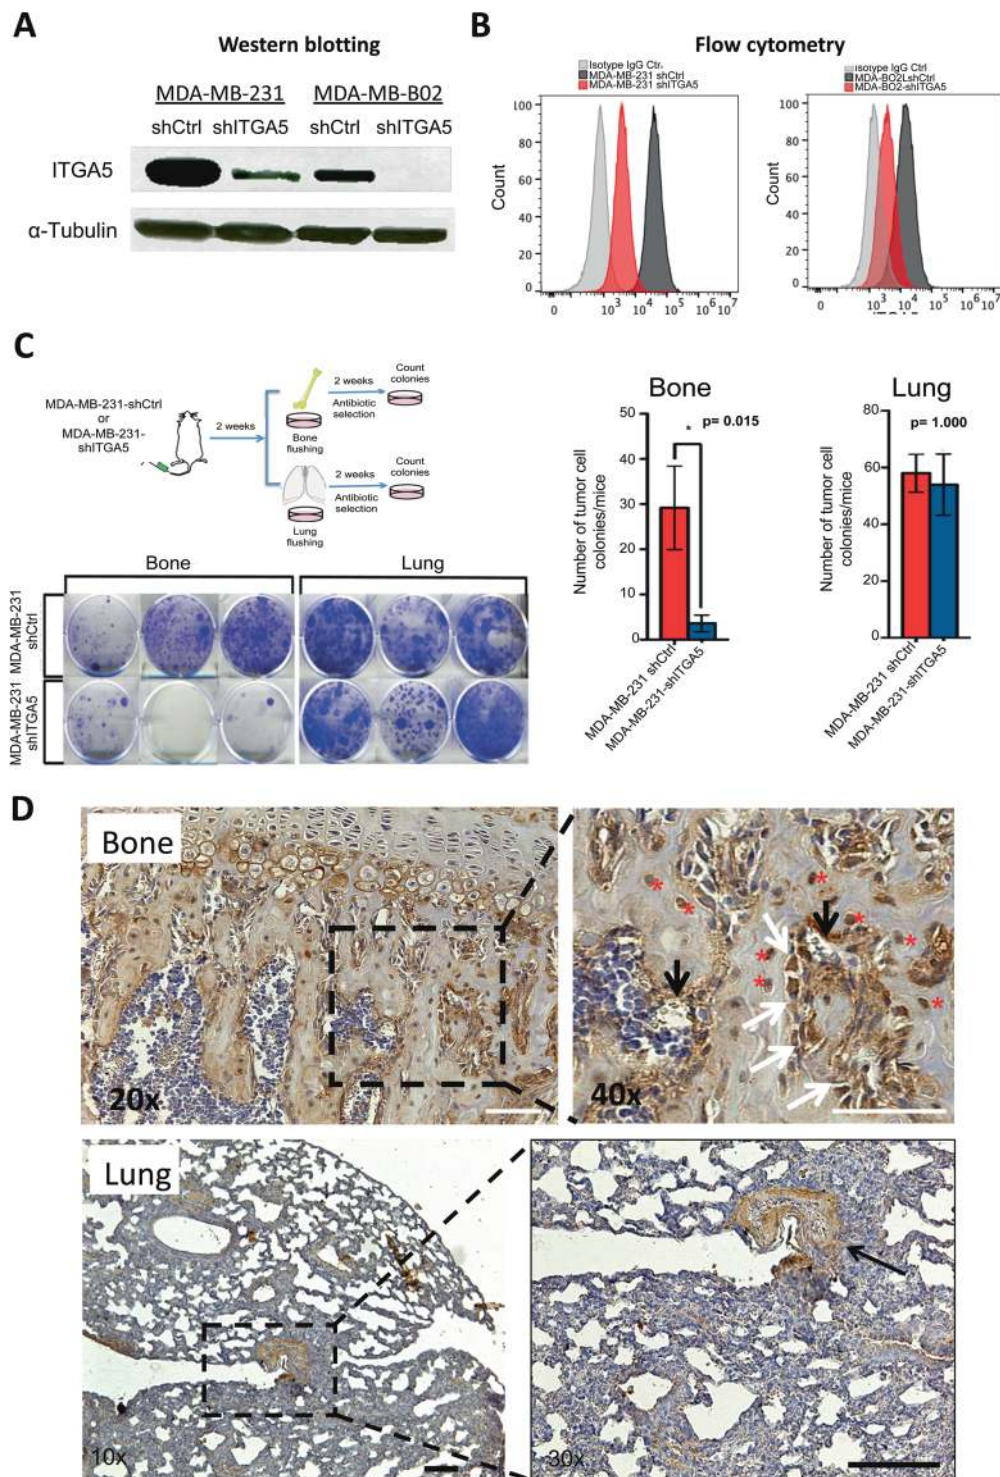 A
Western blotting
MDA-MB-231 MDA-MB-B02
shCtrl shITGA5 shCtrl shITGA5
ITGA5
α-Tubulin
B
Flow cytometry
Isotype IgG Ctr
MDA-MB-231 shCtrl
MDA-MB-231 shITGA5
Count
100
80
60
40
20
0
0 10³ 10⁴ 10⁵ 10⁶ 10⁷
Isotype IgG Ctrl
MDA-BO2LshCtrl
MDA-BO2-shITGA5
Count
100
80
60
40
20
0
0 10³ 10⁴ 10⁵ 10⁶ 10⁷
C
MDA-MB-231-shCtrl
or
MDA-MB-231-
shITGA5
2 weeks
Bone
flushing
2 weeks
Antibiotic
selection
Count
colonies
Lung
flushing
2 weeks
Antibiotic
selection
Count
colonies
Bone Lung
MDA-MB-231
shCtrl
MDA-MB-231
shITGA5
Bone
Number of tumor cell
colonies/mice
50
40
30
20
10
0
* p= 0.015
MDA-MB-231 shCtrl
MDA-MB-231-shITGA5
Lung
Number of tumor cell
colonies/mice
80
60
40
60
0
p= 1.000
MDA-MB-231 shCtrl
MDA-MB-231-shITGA5
D
Bone
20x
40x
* * * * * * *
Lung
10x
30x